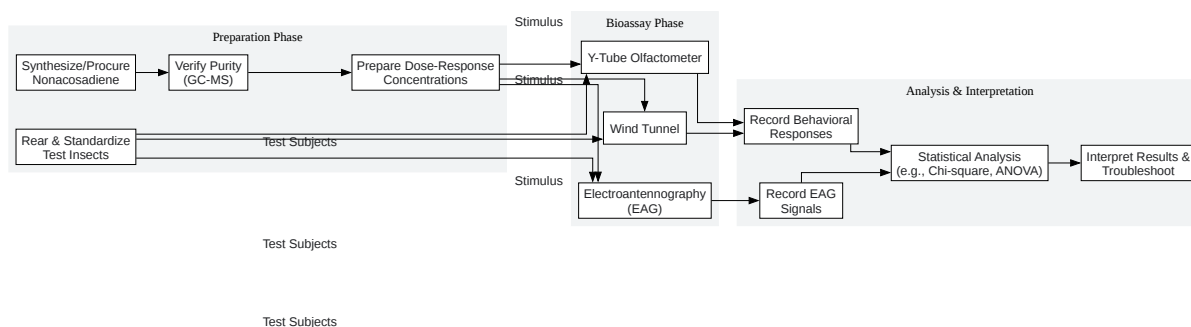 Preparation Phase
Synthesize/Procure
Nonacosadiene
Verify Purity
(GC-MS)
Prepare Dose-Response
Concentrations
Rear & Standardize
Test Insects
Stimulus
Stimulus
Test Subjects
Stimulus
Test Subjects
Test Subjects
Bioassay Phase
Y-Tube Olfactometer
Wind Tunnel
Electroantennography
(EAG)
Analysis & Interpretation
Record Behavioral
Responses
Record EAG
Signals
Statistical Analysis
(e.g., Chi-square, ANOVA)
Interpret Results &
Troubleshoot